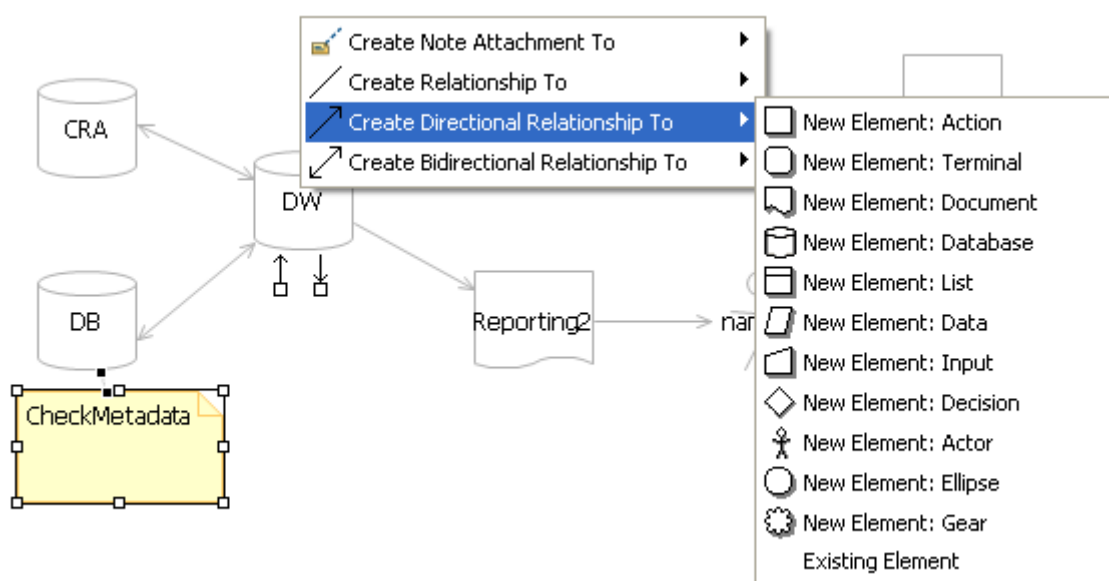 Create Note Attachment To
Create Relationship To
Create Directional Relationship To
Create Bidirectional Relationship To
CRA
DW
DB
Reporting2
CheckMetadata
New Element: Action
New Element: Terminal
New Element: Document
New Element: Database
New Element: List
New Element: Data
New Element: Input
New Element: Decision
New Element: Actor
New Element: Ellipse
New Element: Gear
Existing Element